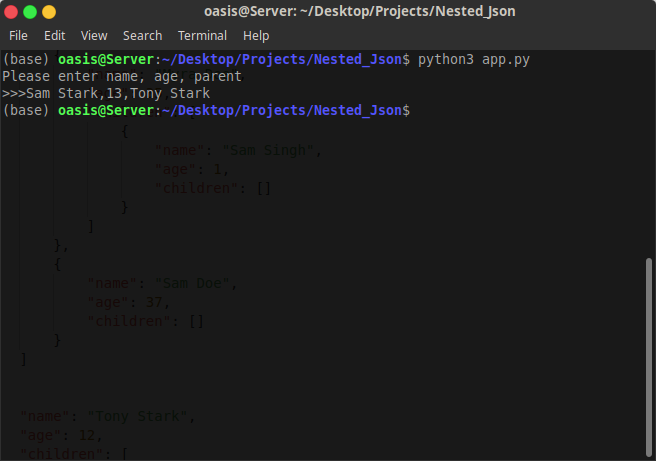 oasis@Server: ~/Desktop/Projects/Nested_Json
File Edit View Search Terminal Help
(base) oasis@Server:~/Desktop/Projects/Nested_Json$ python3 app.py
Please enter name, age, parent
>>>Sam Stark,13,Tony Stark
(base) oasis@Server:~/Desktop/Projects/Nested_Json$
{
"name": "Sam Singh",
"age": 1,
"children": []
}
]
},
{
"name": "Sam Doe",
"age": 37,
"children": []
}
]
"name": "Tony Stark",
"age": 12,
"children": [